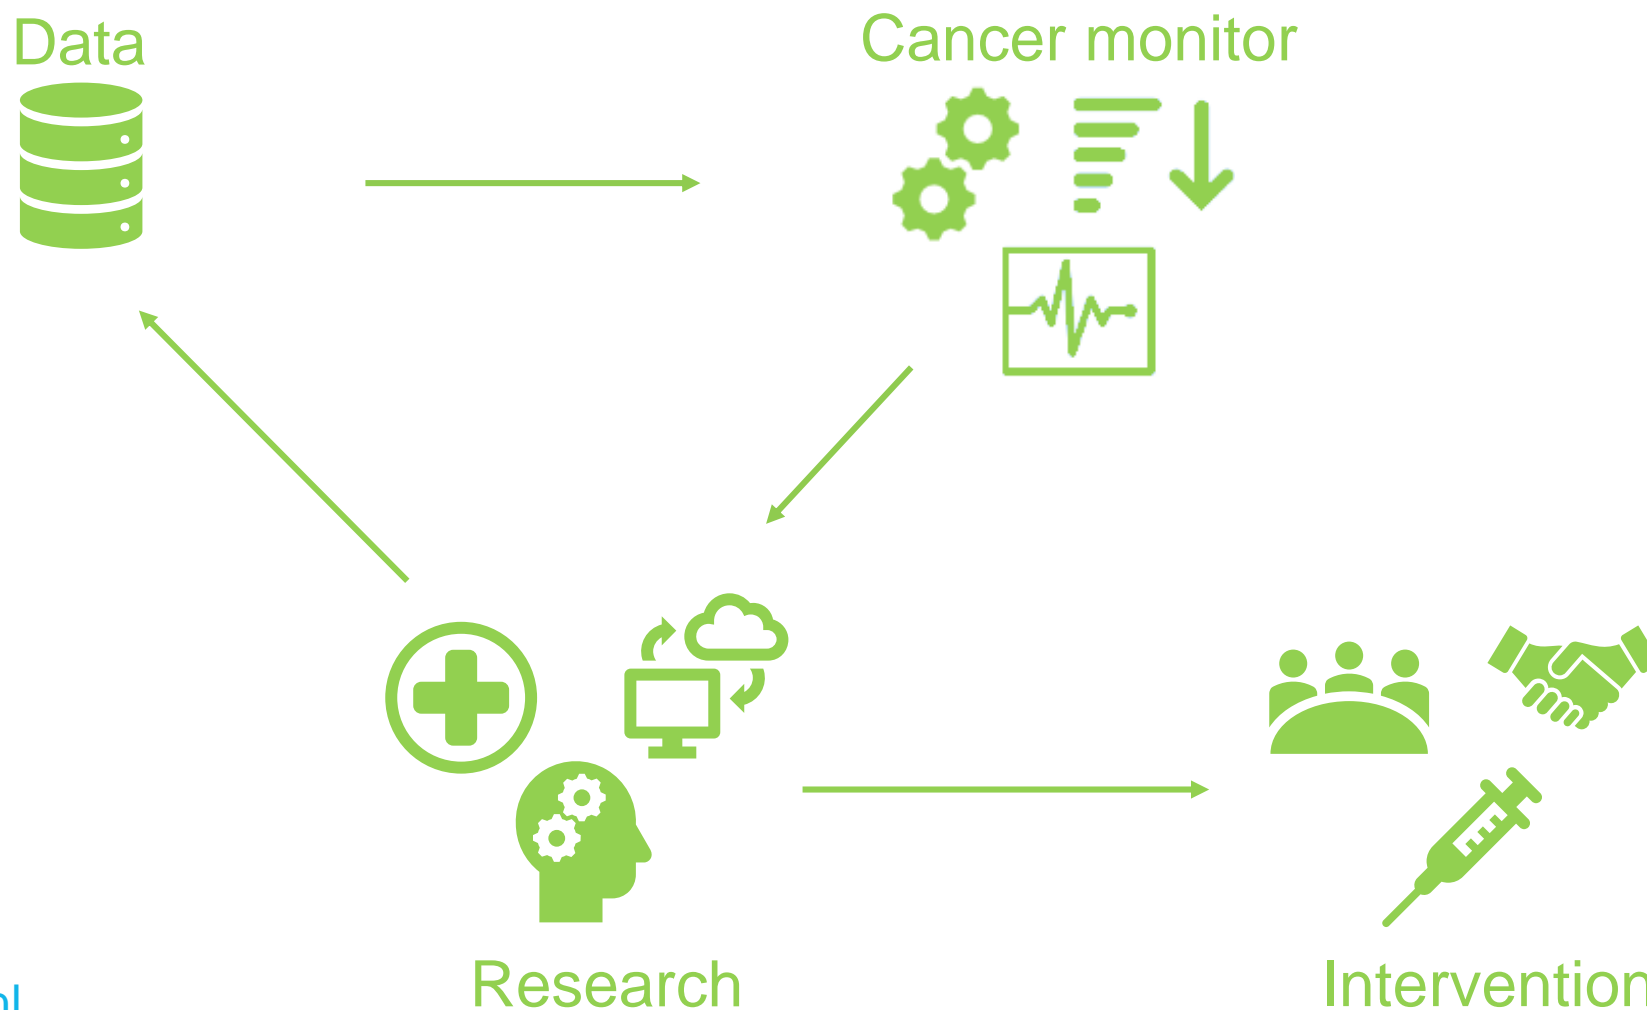 Data
Cancer monitor
Research
Intervention